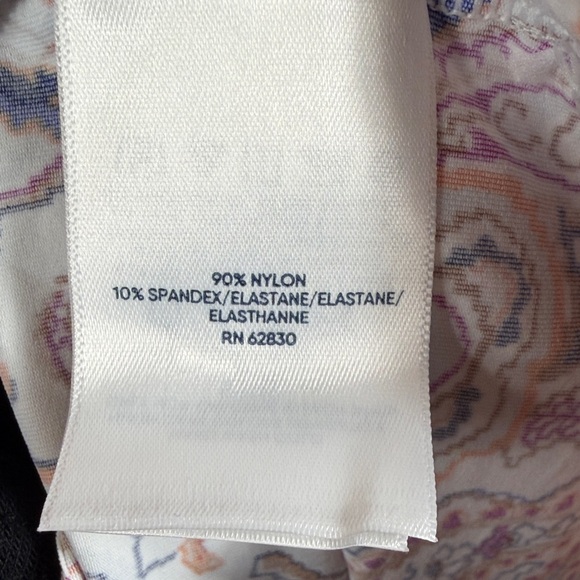 90% NYLON
10% SPANDEX/ELASTANE/ELASTANE/
ELASTHANNE
RN 62830